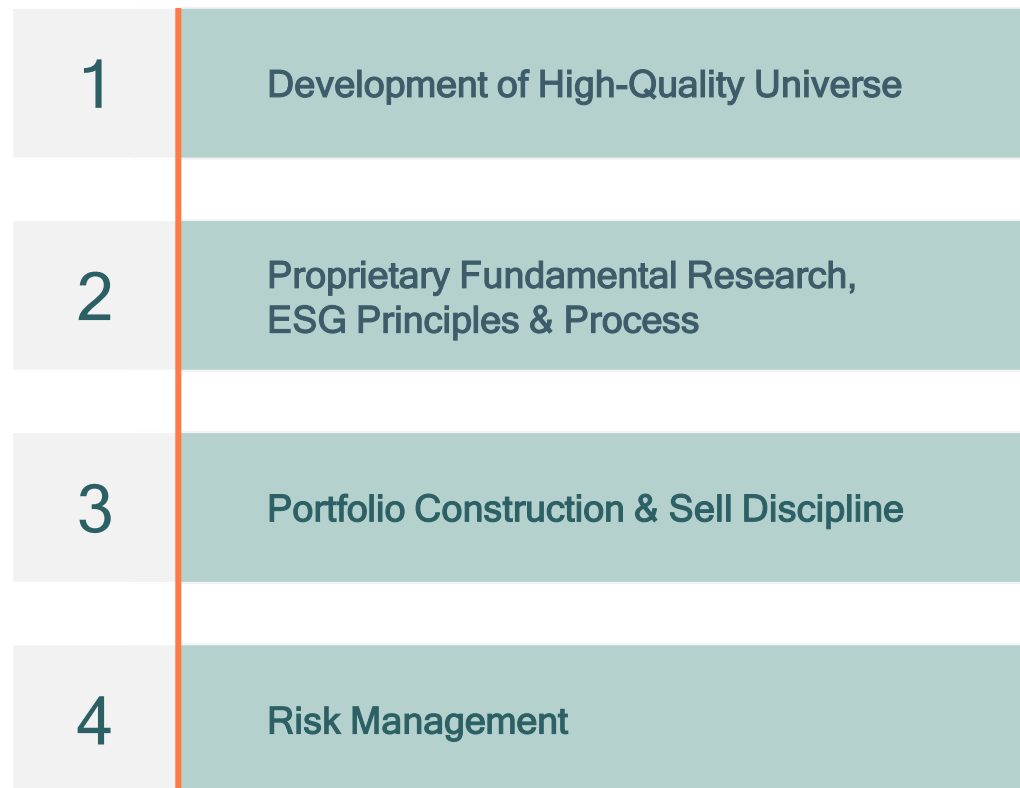 1
Development of High-Quality Universe
2
Proprietary Fundamental Research,
ESG Principles & Process
3
Portfolio Construction & Sell Discipline
4
Risk Management